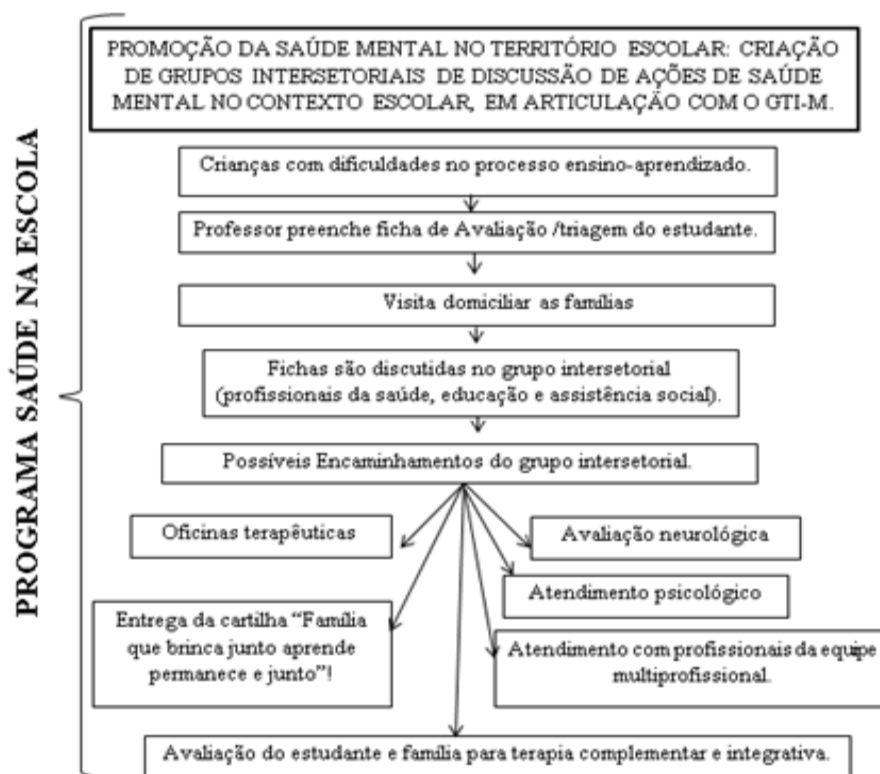 PROGRAMA SAÚDE NA ESCOLA
PROMOÇÃO DA SAÚDE MENTAL NO TERRITÓRIO ESCOLAR: CRIAÇÃO
DE GRUPOS INTERSETORIAIS DE DISCUSSÃO DE AÇÕES DE SAÚDE
MENTAL NO CONTEXTO ESCOLAR, EM ARTICULAÇÃO COM O GTI-M.
Crianças com dificuldades no processo ensino-aprendizado.
Professor preenche ficha de Avaliação /triagem do estudante.
Visita domiciliar as famílias
Fichas são discutidas no grupo intersetorial
(profissionais da saúde, educação e assistência social).
Possíveis Encaminhamentos do grupo intersetorial.
Oficinas terapêuticas
Avaliação neurológica
Atendimento psicológico
Entrega da cartilha “Família
que brinca junto aprende
permanece e junto”!
Atendimento com profissionais da equipe
multiprofissional.
Avaliação do estudante e família para terapia complementar e integrativa.